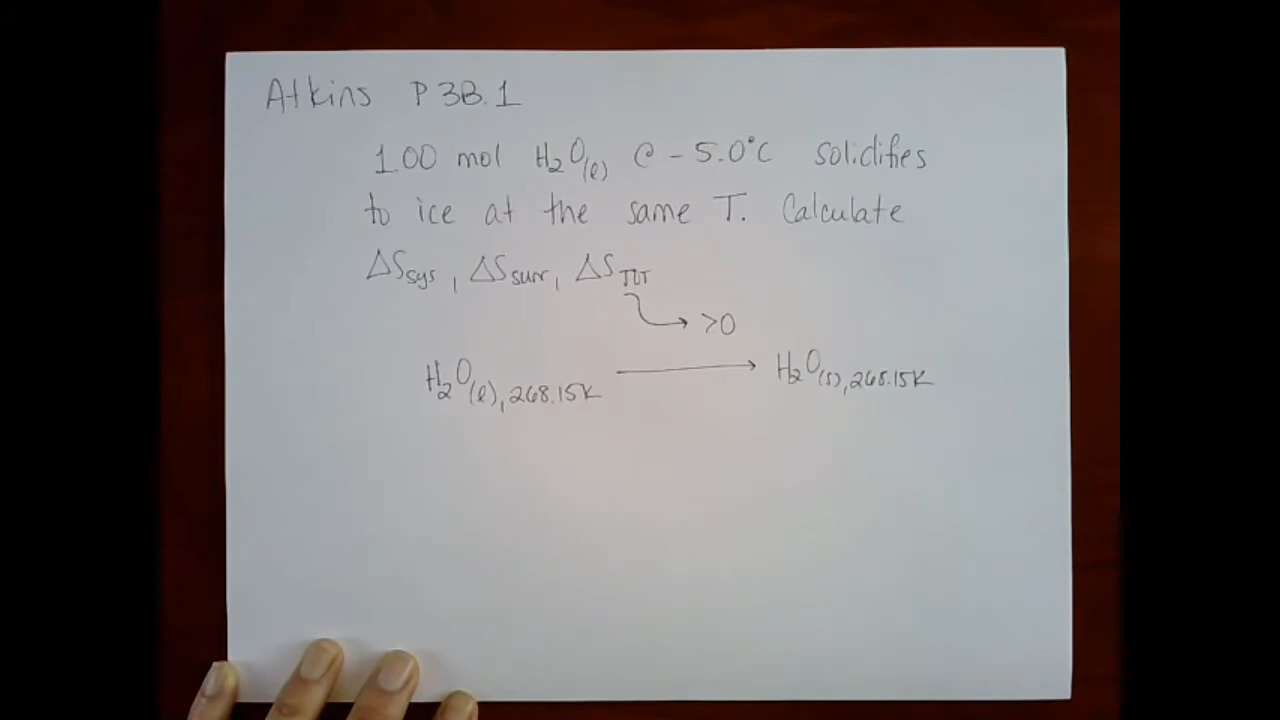 Atkins P3B.1
1.00 mol H₂O(l) @ -5.0°C solidifies
to ice at the same T. Calculate
ΔSsys, ΔSsurr, ΔSTOT
>0
H₂O(l), 268.15K → H₂O(s), 268.15K